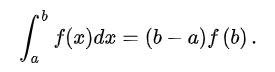 ∫_a^b f(x)dx = (b − a)f (b) .